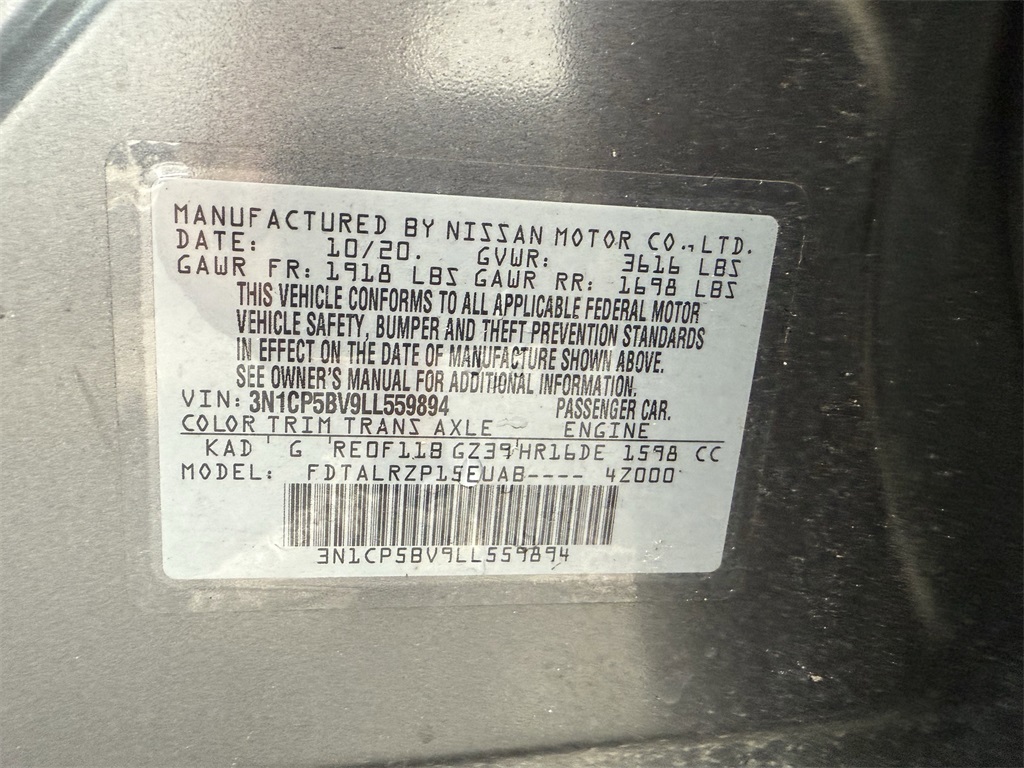 MANUFACTURED BY NISSAN MOTOR CO., LTD.
DATE: 10/20. GVWR: 3616 LBS
GAWR FR: 1918 LBS GAWR RR: 1698 LBS
THIS VEHICLE CONFORMS TO ALL APPLICABLE FEDERAL MOTOR
VEHICLE SAFETY, BUMPER AND THEFT PREVENTION STANDARDS
IN EFFECT ON THE DATE OF MANUFACTURE SHOWN ABOVE.
SEE OWNER'S MANUAL FOR ADDITIONAL INFORMATION.
VIN: 3N1CP5BV9LL559894 PASSENGER CAR.
COLOR TRIM TRANS AXLE ENGINE
KAD G RE0F11B GZ39 HR16DE 1598 CC
MODEL: FDTALRZP15EUAB---- 4Z000
3N1CP5BV9LL559894